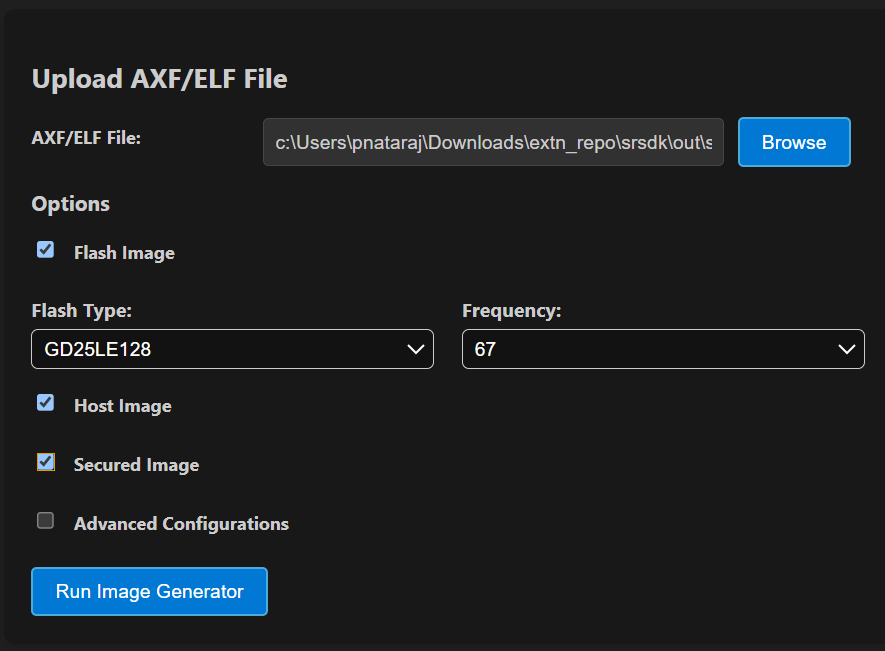 Upload AXF/ELF File
AXF/ELF File: c:\Users\pnataraj\Downloads\extn_repo\srsdk\out\s Browse
Options
Flash Image
Flash Type: Frequency:
GD25LE128 67
Host Image
Secured Image
Advanced Configurations
Run Image Generator